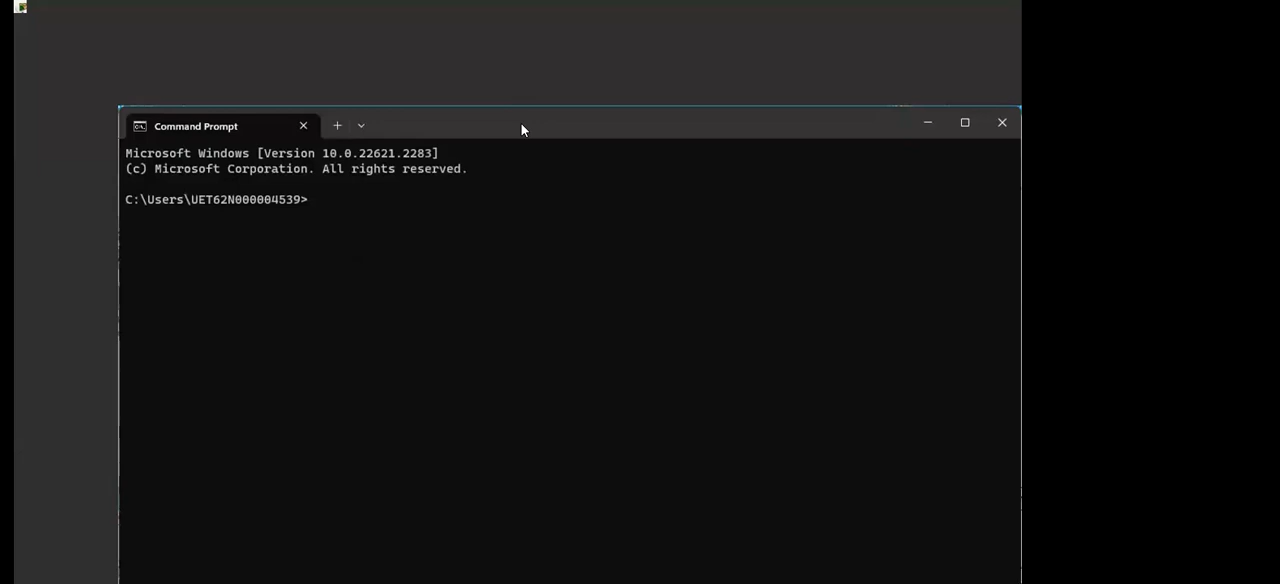 Command Prompt
Microsoft Windows [Version 10.0.22621.2283]
(c) Microsoft Corporation. All rights reserved.
C:\Users\UET62N000004539>